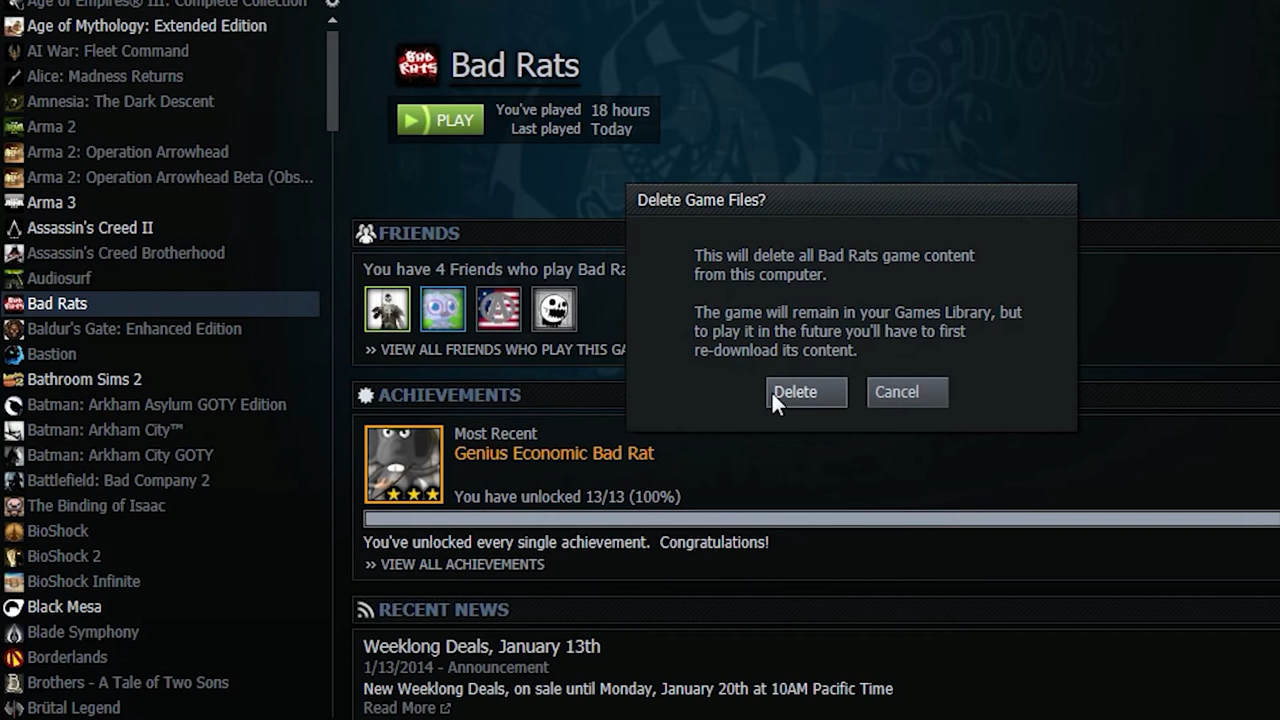 Age of Empires® III: Complete Collection
Age of Mythology: Extended Edition
AI War: Fleet Command
Alice: Madness Returns
Amnesia: The Dark Descent
Arma 2
Arma 2: Operation Arrowhead
Arma 2: Operation Arrowhead Beta (Obs...
Arma 3
Assassin's Creed II
Assassin's Creed Brotherhood
Audiosurf
Bad Rats
Baldur's Gate: Enhanced Edition
Bastion
Bathroom Sims 2
Batman: Arkham Asylum GOTY Edition
Batman: Arkham City™
Batman: Arkham City GOTY
Battlefield: Bad Company 2
The Binding of Isaac
BioShock
BioShock 2
BioShock Infinite
Black Mesa
Blade Symphony
Borderlands
Brothers - A Tale of Two Sons
Brütal Legend
BAD
RATS
Bad Rats
PLAY
You've played 18 hours
Last played Today
FRIENDS
You have 4 Friends who play Bad Ra
» VIEW ALL FRIENDS WHO PLAY THIS GA
Delete Game Files?
This will delete all Bad Rats game content
from this computer.
The game will remain in your Games Library, but
to play it in the future you'll have to first
re-download its content.
Delete
Cancel
ACHIEVEMENTS
Most Recent
Genius Economic Bad Rat
You have unlocked 13/13 (100%)
You've unlocked every single achievement. Congratulations!
» VIEW ALL ACHIEVEMENTS
RECENT NEWS
Weeklong Deals, January 13th
1/13/2014 - Announcement
New Weeklong Deals, on sale until Monday, January 20th at 10AM Pacific Time
Read More